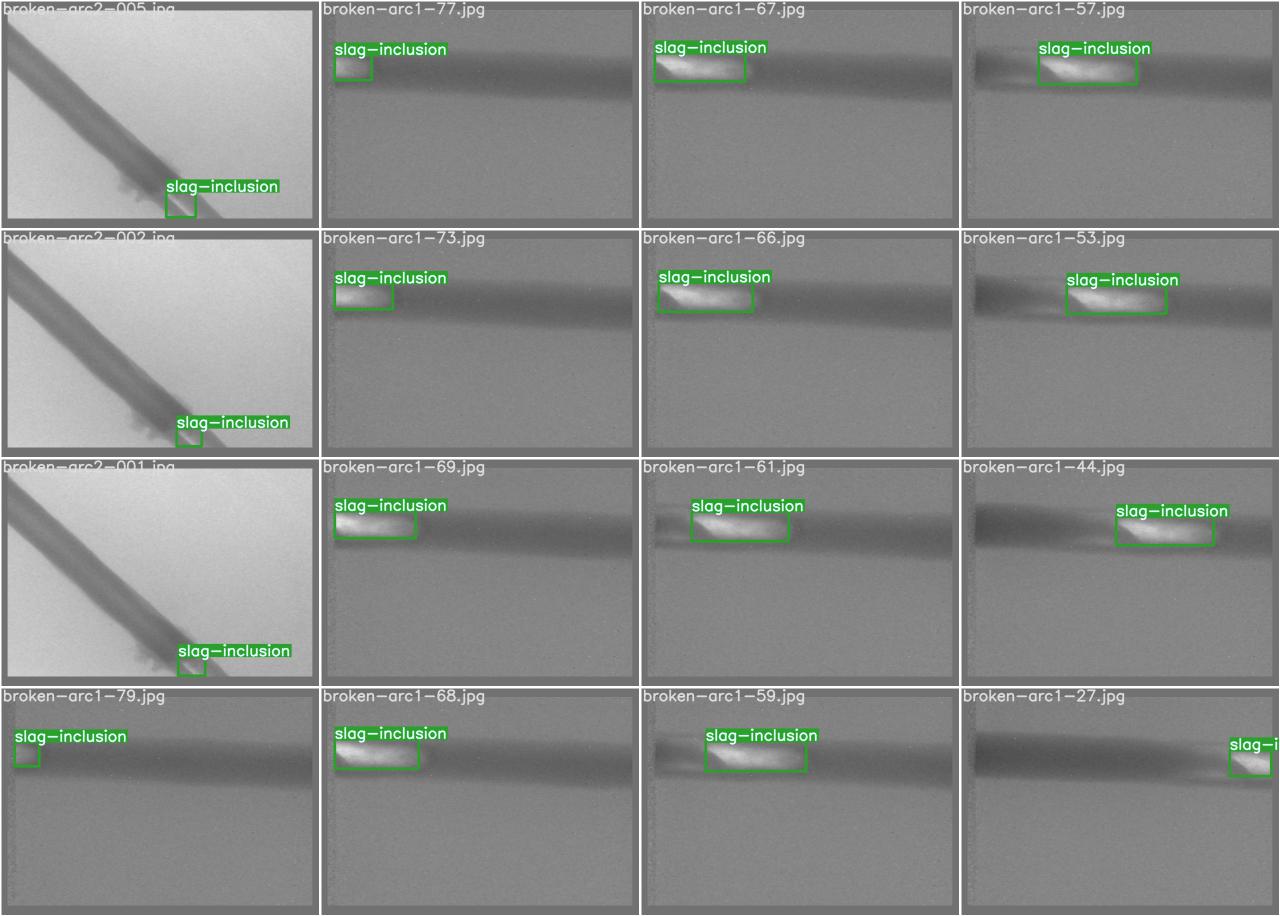 broken-arc2-005.jpg
slag-inclusion
broken-arc1-77.jpg
slag-inclusion
broken-arc1-67.jpg
slag-inclusion
broken-arc1-57.jpg
slag-inclusion
broken-arc2-002.jpg
slag-inclusion
broken-arc1-73.jpg
slag-inclusion
broken-arc1-66.jpg
slag-inclusion
broken-arc1-53.jpg
slag-inclusion
broken-arc2-001.jpg
slag-inclusion
broken-arc1-69.jpg
slag-inclusion
broken-arc1-61.jpg
slag-inclusion
broken-arc1-44.jpg
slag-inclusion
broken-arc1-79.jpg
slag-inclusion
broken-arc1-68.jpg
slag-inclusion
broken-arc1-59.jpg
slag-inclusion
broken-arc1-27.jpg
slag-i